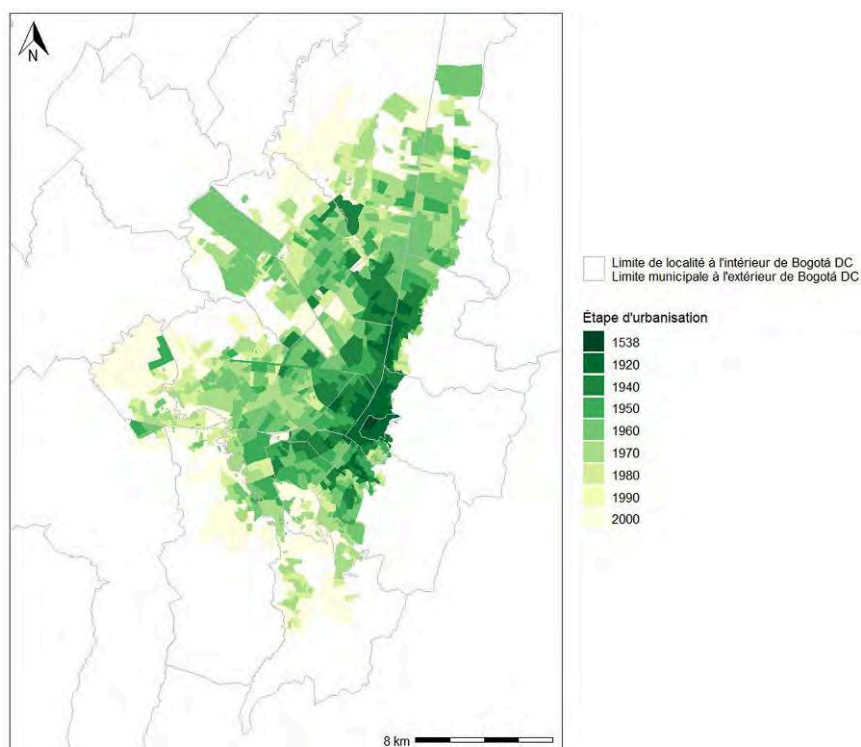 N
Limite de localité à l'intérieur de Bogotá DC
Limite municipale à l'extérieur de Bogotá DC
Étape d'urbanisation
1538
1920
1940
1950
1960
1970
1980
1990
2000
8 km